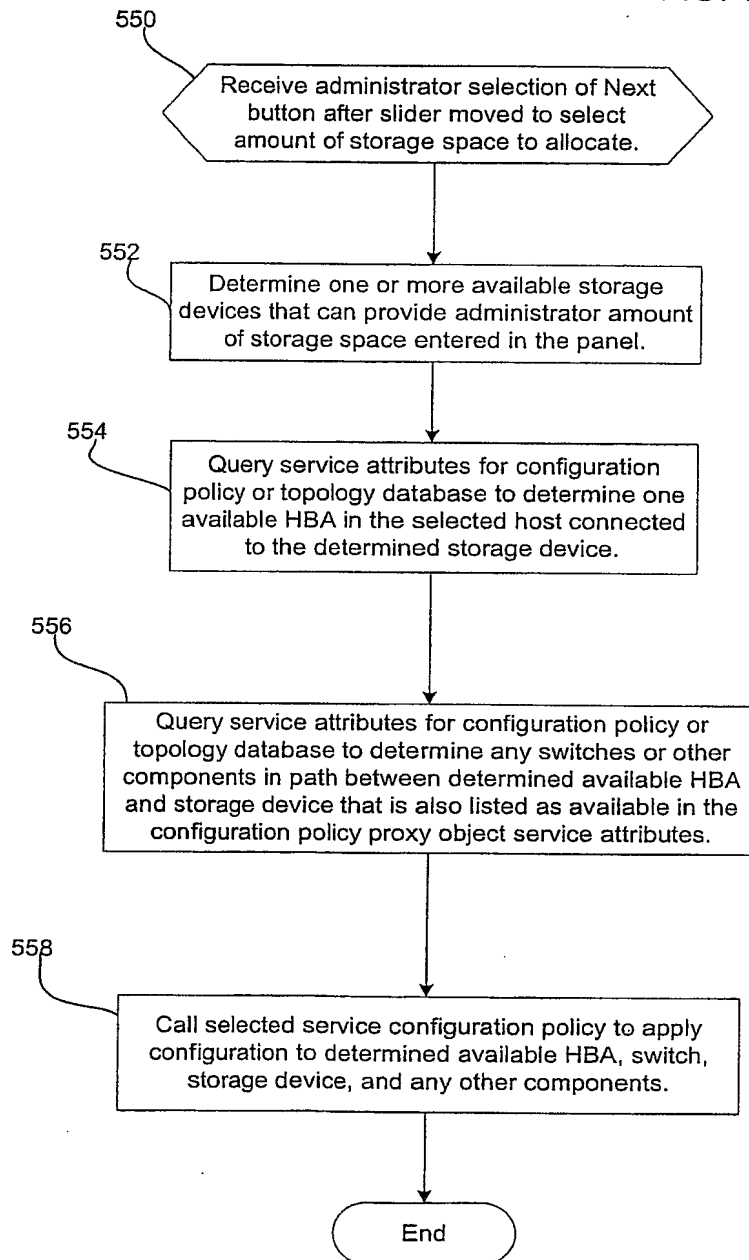 550
Receive administrator selection of Next
button after slider moved to select
amount of storage space to allocate.
552
Determine one or more available storage
devices that can provide administrator amount
of storage space entered in the panel.
554
Query service attributes for configuration
policy or topology database to determine one
available HBA in the selected host connected
to the determined storage device.
556
Query service attributes for configuration policy or
topology database to determine any switches or other
components in path between determined available HBA
and storage device that is also listed as available in the
configuration policy proxy object service attributes.
558
Call selected service configuration policy to apply
configuration to determined available HBA, switch,
storage device, and any other components.
End